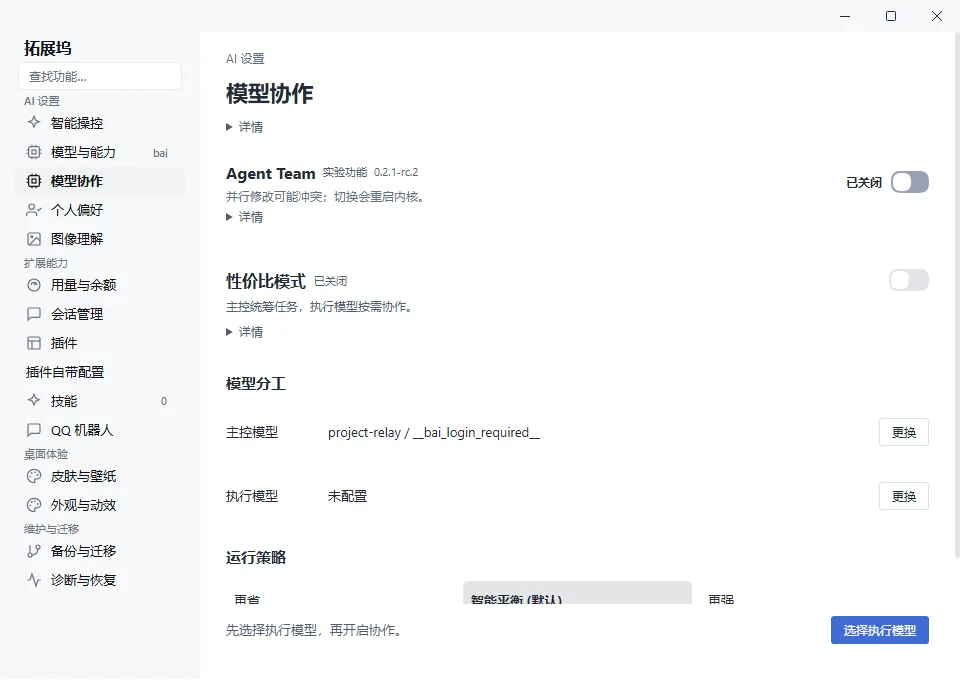 拓展坞
查找功能...
AI 设置
智能操控
模型与能力 bai
模型协作
个人偏好
图像理解
扩展能力
用量与余额
会话管理
插件
插件自带配置
技能 0
QQ 机器人
桌面体验
皮肤与壁纸
外观与动效
维护与迁移
备份与迁移
诊断与恢复
AI 设置
模型协作
详情
Agent Team 实验功能 0.2.1-rc.2
已关闭
并行修改可能冲突；切换会重启内核。
详情
性价比模式 已关闭
主控统筹任务，执行模型按需协作。
详情
模型分工
主控模型 project-relay / __bai_login_required__ 更换
执行模型 未配置 更换
运行策略
更省 智能平衡 (默认) 更强
先选择执行模型，再开启协作。
选择执行模型